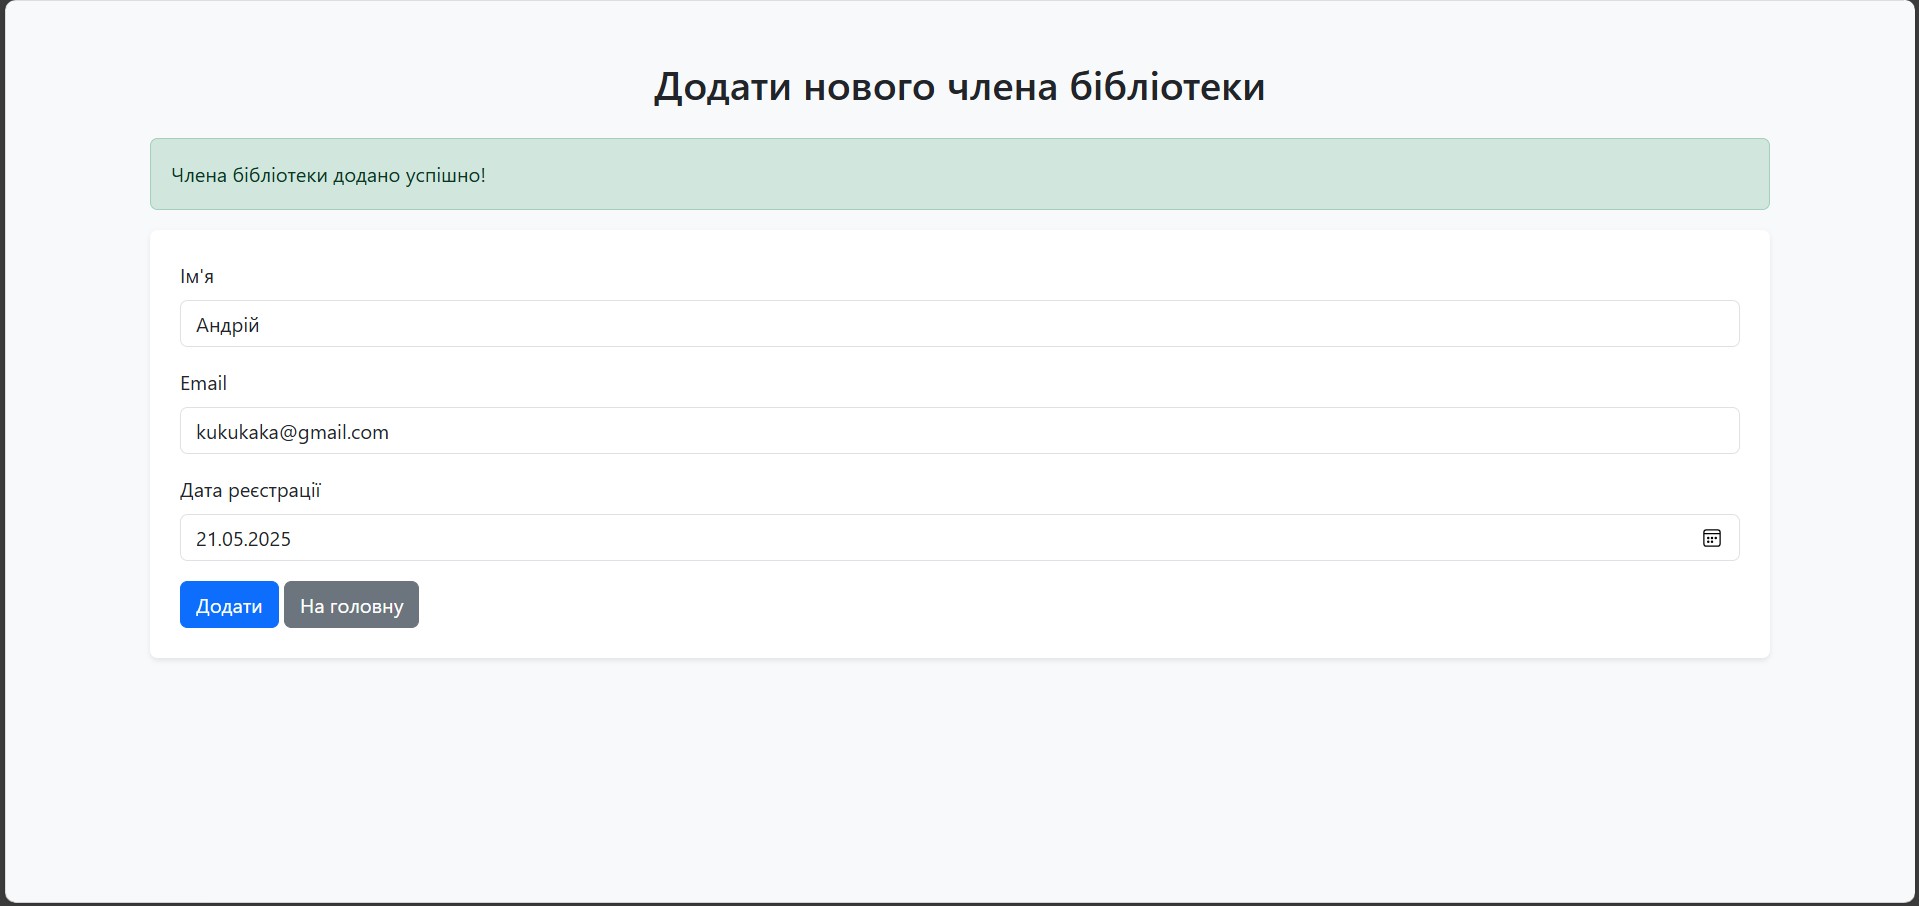 Додати нового члена бібліотеки
Члена бібліотеки додано успішно!
Ім'я
Андрій
Email
kukukaka@gmail.com
Дата реєстрації
21.05.2025
Додати На головну